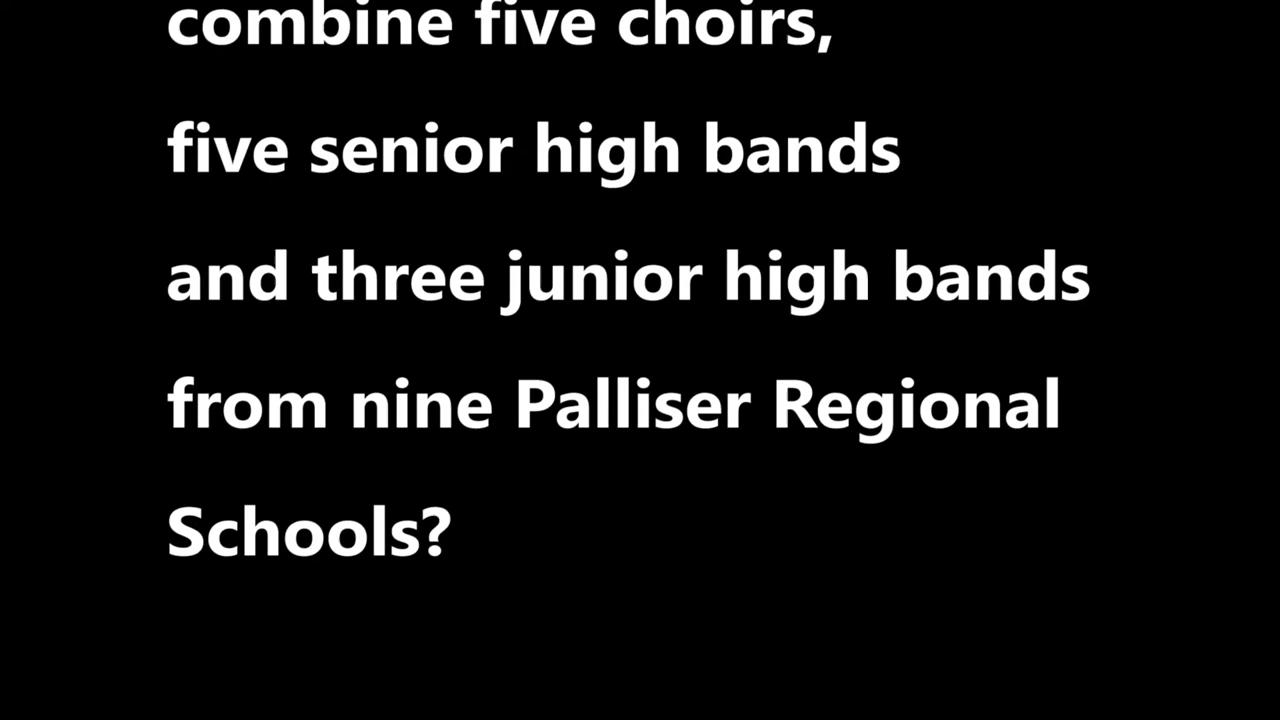 combine five choirs,
five senior high bands
and three junior high bands
from nine Palliser Regional
Schools?